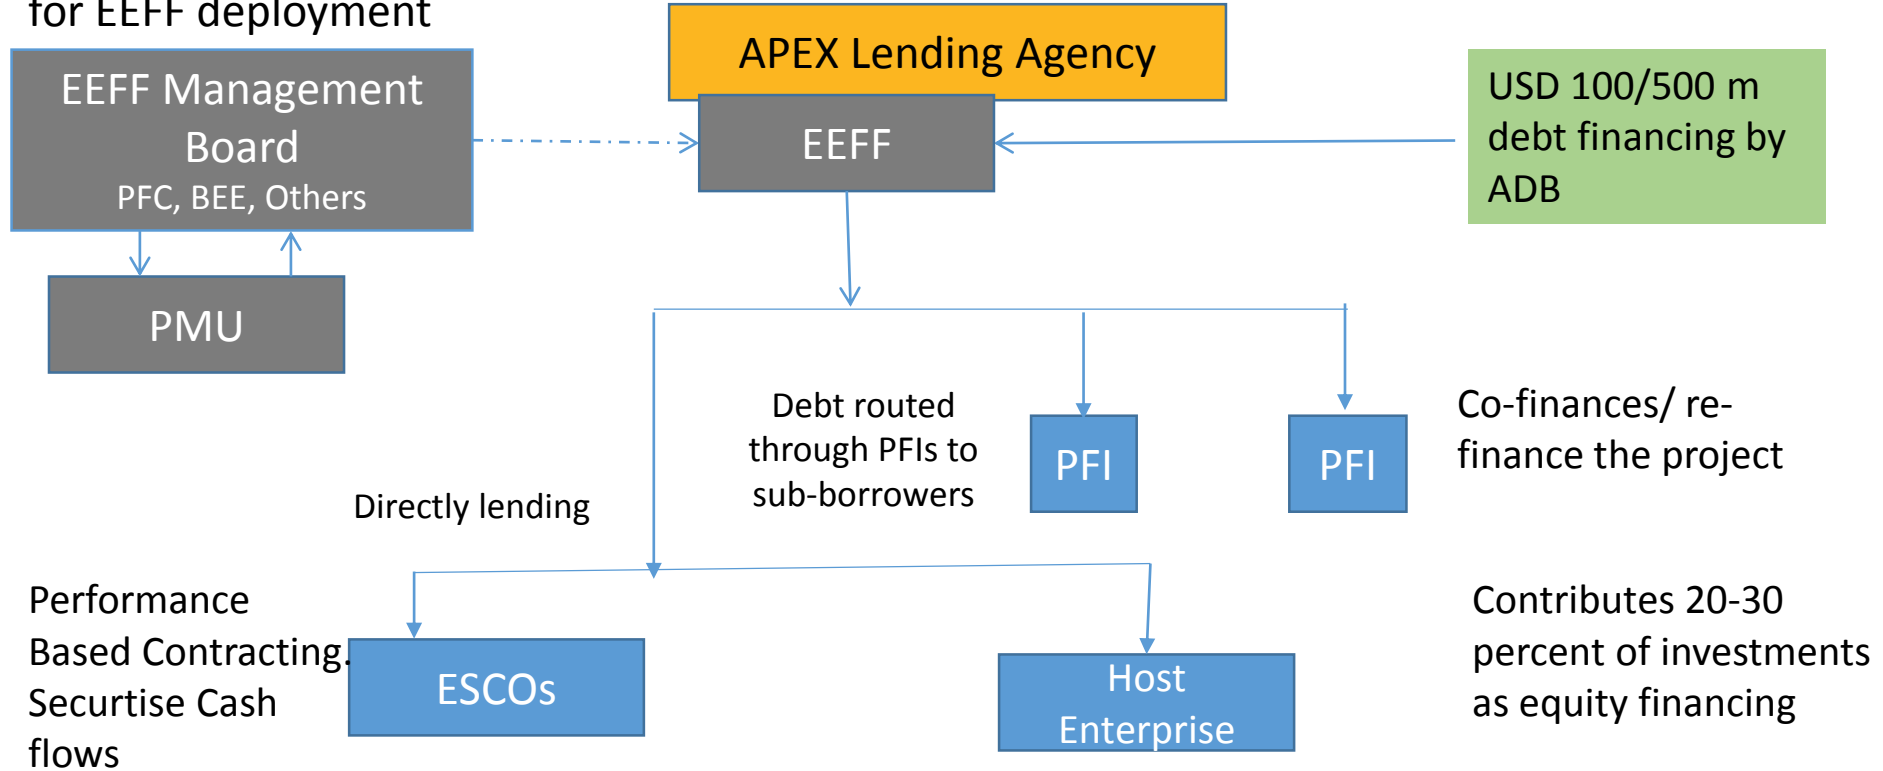 for EEFF deployment
APEX Lending Agency
EEFF Management
Board
PFC, BEE, Others
EEFF
USD 100/500 m
debt financing by
ADB
PMU
Debt routed
through PFIs to
sub-borrowers
PFI
PFI
Co-finances/ re-
finance the project
Directly lending
Performance
Based Contracting.
Securtise Cash
flows
ESCOs
Host
Enterprise
Contributes 20-30
percent of investments
as equity financing